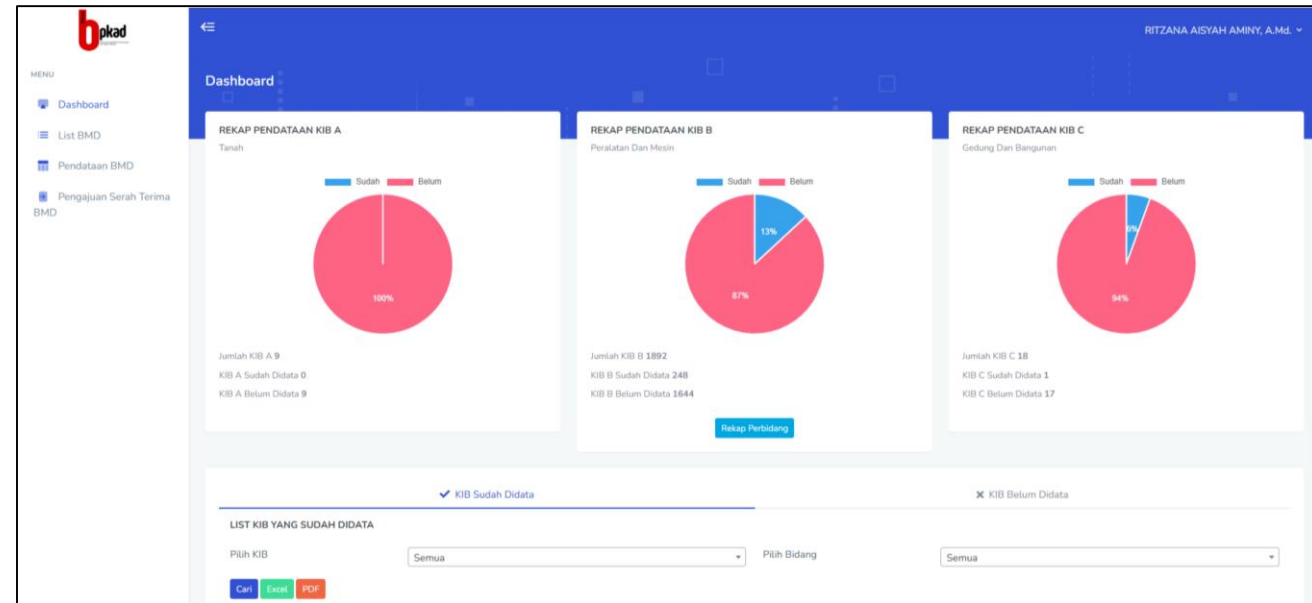 bpkad
RITZANA AISYAH AMINY, A.Md.
MENU
Dashboard
List BMD
Pendataan BMD
Pengajuan Serah Terima
BMD
Dashboard
REKAP PENDATAAN KIB A
Tanah
Sudah Belum
100%
Jumlah KIB A 9
KIB A Sudah Didata 0
KIB A Belum Didata 9
REKAP PENDATAAN KIB B
Peralatan Dan Mesin
Sudah Belum
13%
87%
Jumlah KIB B 1892
KIB B Sudah Didata 248
KIB B Belum Didata 1644
Rekap Perbidang
REKAP PENDATAAN KIB C
Gedung Dan Bangunan
Sudah Belum
6%
94%
Jumlah KIB C 18
KIB C Sudah Didata 1
KIB C Belum Didata 17
KIB Sudah Didata
KIB Belum Didata
LIST KIB YANG SUDAH DIDATA
Pilih KIB Semua Pilih Bidang Semua
Cari Excel PDF